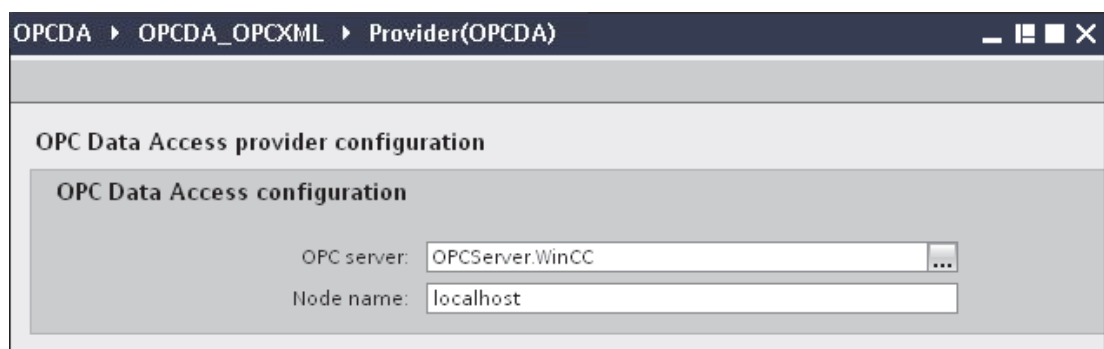 OPCDA ▸ OPCDA_OPCXML ▸ Provider(OPCDA)
OPC Data Access provider configuration
OPC Data Access configuration
OPC server: OPCServer.WinCC ...
Node name: localhost